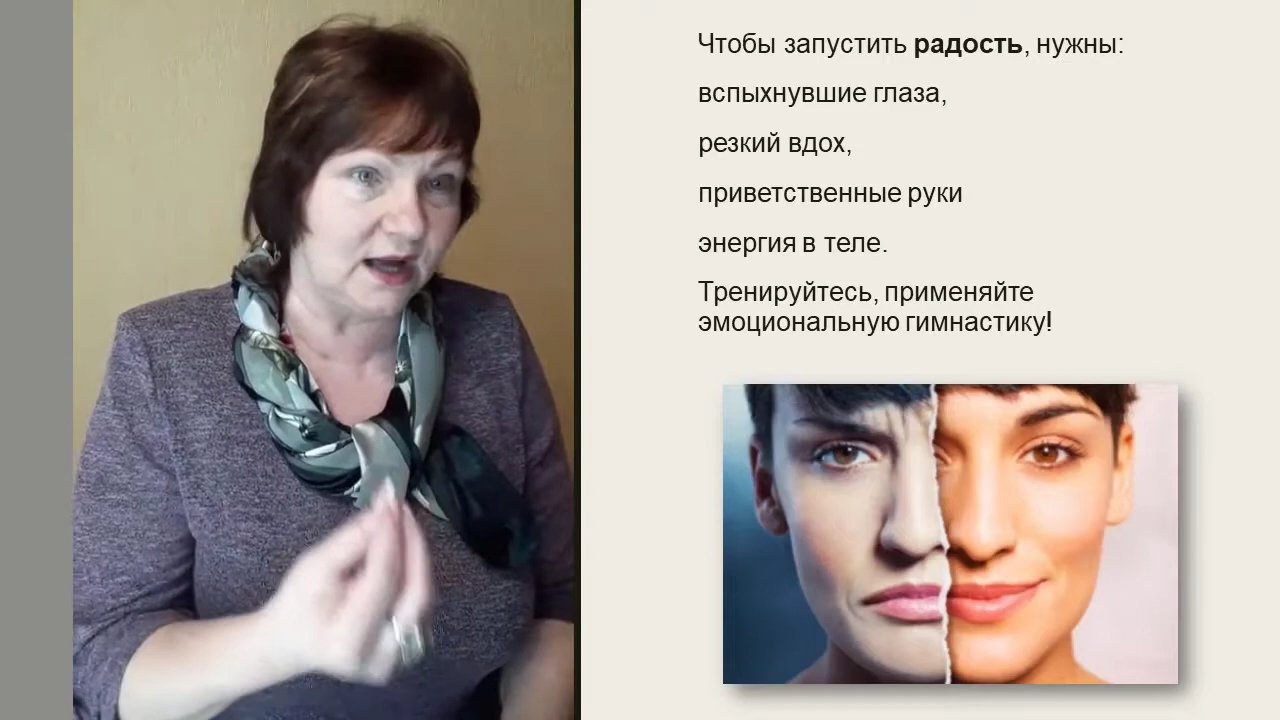 Чтобы запустить радость, нужны:
вспыхнувшие глаза,
резкий вдох,
приветственные руки
энергия в теле.
Тренируйтесь, применяйте
эмоциональную гимнастику!